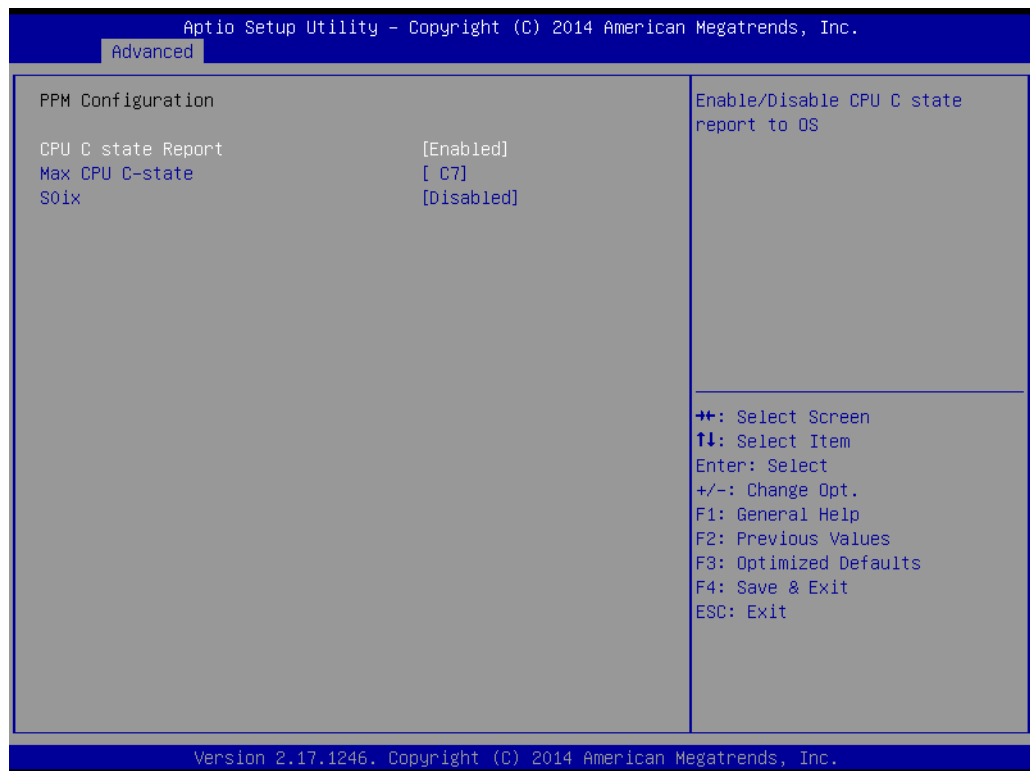 Aptio Setup Utility – Copyright (C) 2014 American Megatrends, Inc.
Advanced
PPM Configuration
CPU C state Report [Enabled]
Max CPU C-state [ C7]
S0ix [Disabled]
Enable/Disable CPU C state
report to OS
→←: Select Screen
↑↓: Select Item
Enter: Select
+/-: Change Opt.
F1: General Help
F2: Previous Values
F3: Optimized Defaults
F4: Save & Exit
ESC: Exit
Version 2.17.1246. Copyright (C) 2014 American Megatrends, Inc.